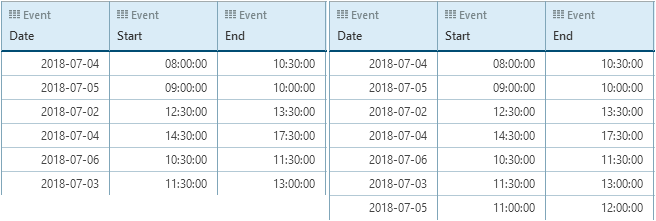 Event Event Event
Date Start End
2018-07-04 08:00:00 10:30:00
2018-07-05 09:00:00 10:00:00
2018-07-02 12:30:00 13:30:00
2018-07-04 14:30:00 17:30:00
2018-07-06 10:30:00 11:30:00
2018-07-03 11:30:00 13:00:00
Event Event Event
Date Start End
2018-07-04 08:00:00 10:30:00
2018-07-05 09:00:00 10:00:00
2018-07-02 12:30:00 13:30:00
2018-07-04 14:30:00 17:30:00
2018-07-06 10:30:00 11:30:00
2018-07-03 11:30:00 13:00:00
2018-07-05 11:00:00 12:00:00